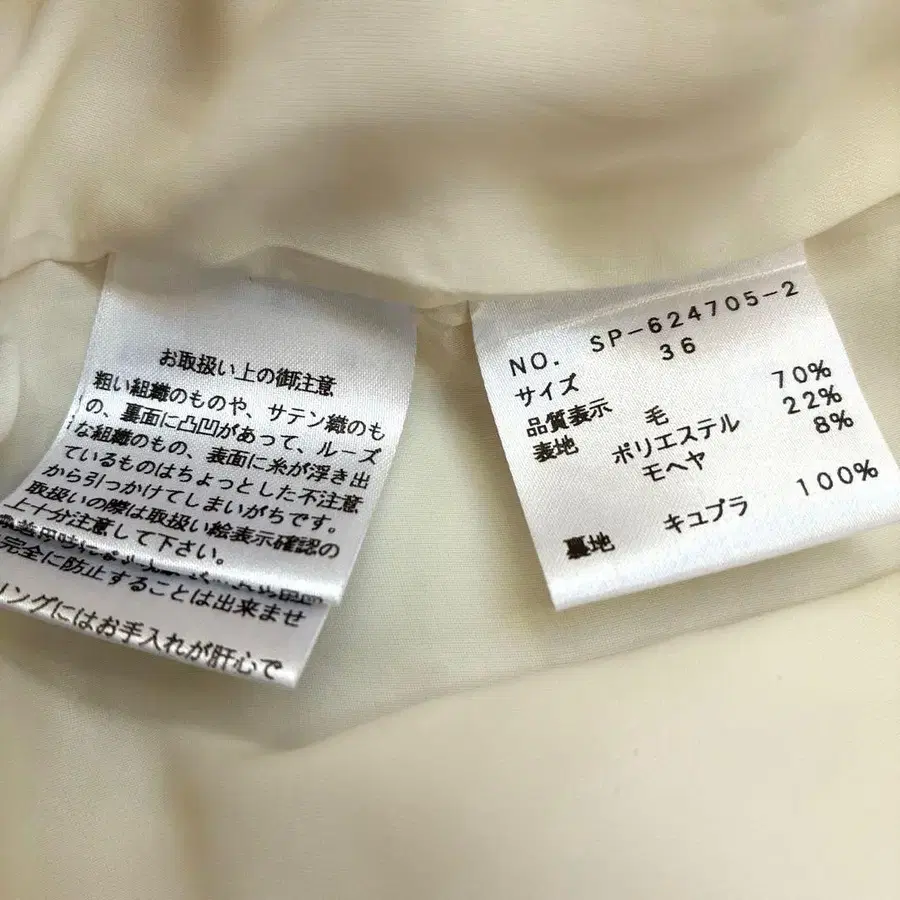 お取扱い上の御注意
粗い組織のものや、サテン織のも
の、裏面に凸凹があって、ルーズ
な組織のもの、表面に糸が浮き出
ているものはちょっとした不注意
から引っかけてしまいがちです。
取扱いの際は取扱い絵表示確認の
上十分注意して下さい。
完全に防止することは出来ませ
リングにはお手入れが肝心で
NO. SP-624705-2
サイズ 36
品質表示
表地 毛 70%
ポリエステル 22%
モヘヤ 8%
裏地 キュプラ 100%